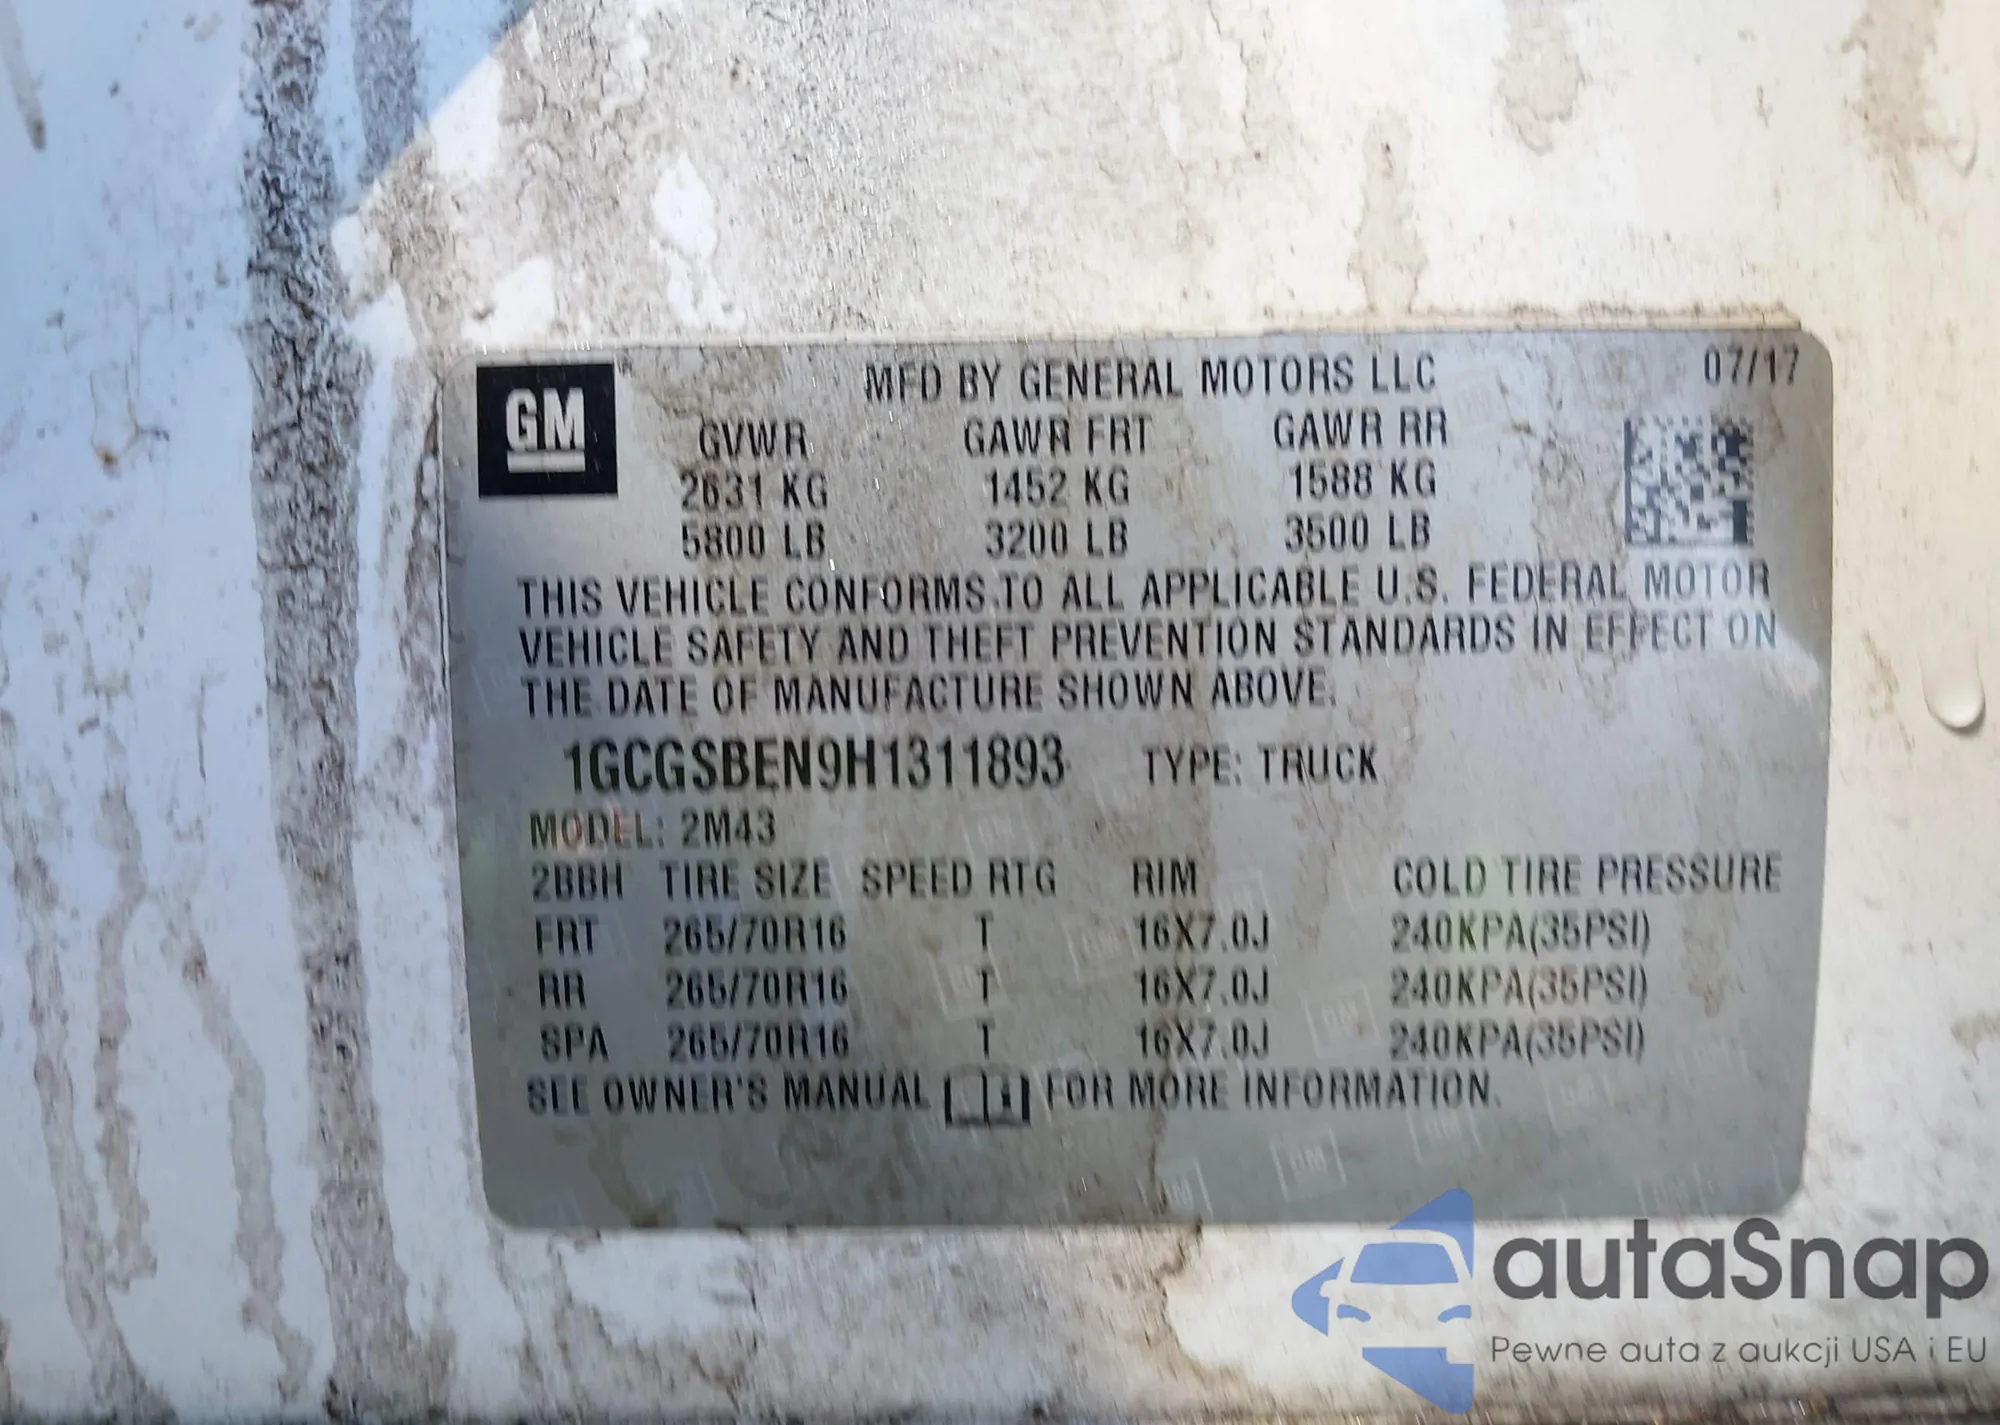 GM
MFD BY GENERAL MOTORS LLC 07/17
GVWR GAWR FRT GAWR RR
2631 KG 1452 KG 1588 KG
5800 LB 3200 LB 3500 LB
THIS VEHICLE CONFORMS TO ALL APPLICABLE U.S. FEDERAL MOTOR
VEHICLE SAFETY AND THEFT PREVENTION STANDARDS IN EFFECT ON
THE DATE OF MANUFACTURE SHOWN ABOVE.
1GCGSBEN9H1311893 TYPE: TRUCK
MODEL: 2M43
2BBH TIRE SIZE SPEED RTG RIM COLD TIRE PRESSURE
FRT 265/70R16 T 16X7.0J 240KPA(35PSI)
RR 265/70R16 T 16X7.0J 240KPA(35PSI)
SPA 265/70R16 T 16X7.0J 240KPA(35PSI)
SEE OWNER'S MANUAL FOR MORE INFORMATION.
autaSnap
Pewne auta z aukcji USA i EU